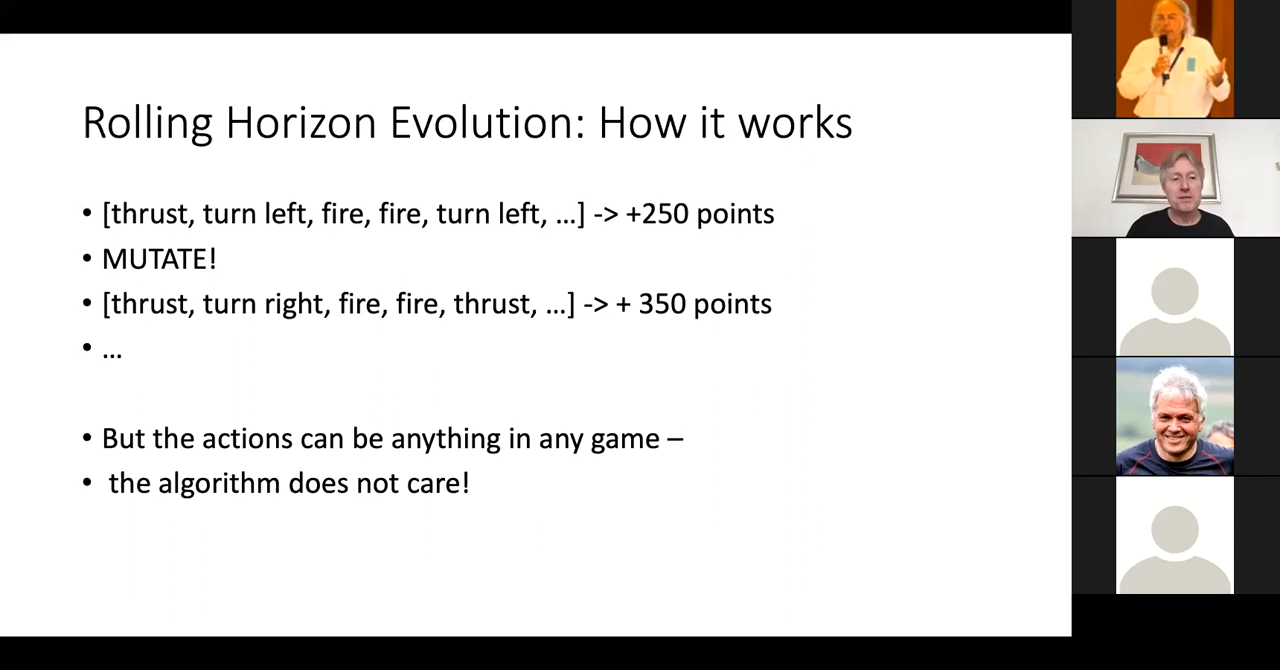 Rolling Horizon Evolution: How it works
• [thrust, turn left, fire, fire, turn left, …] -> +250 points
• MUTATE!
• [thrust, turn right, fire, fire, thrust, …] -> + 350 points
• …
• But the actions can be anything in any game –
• the algorithm does not care!